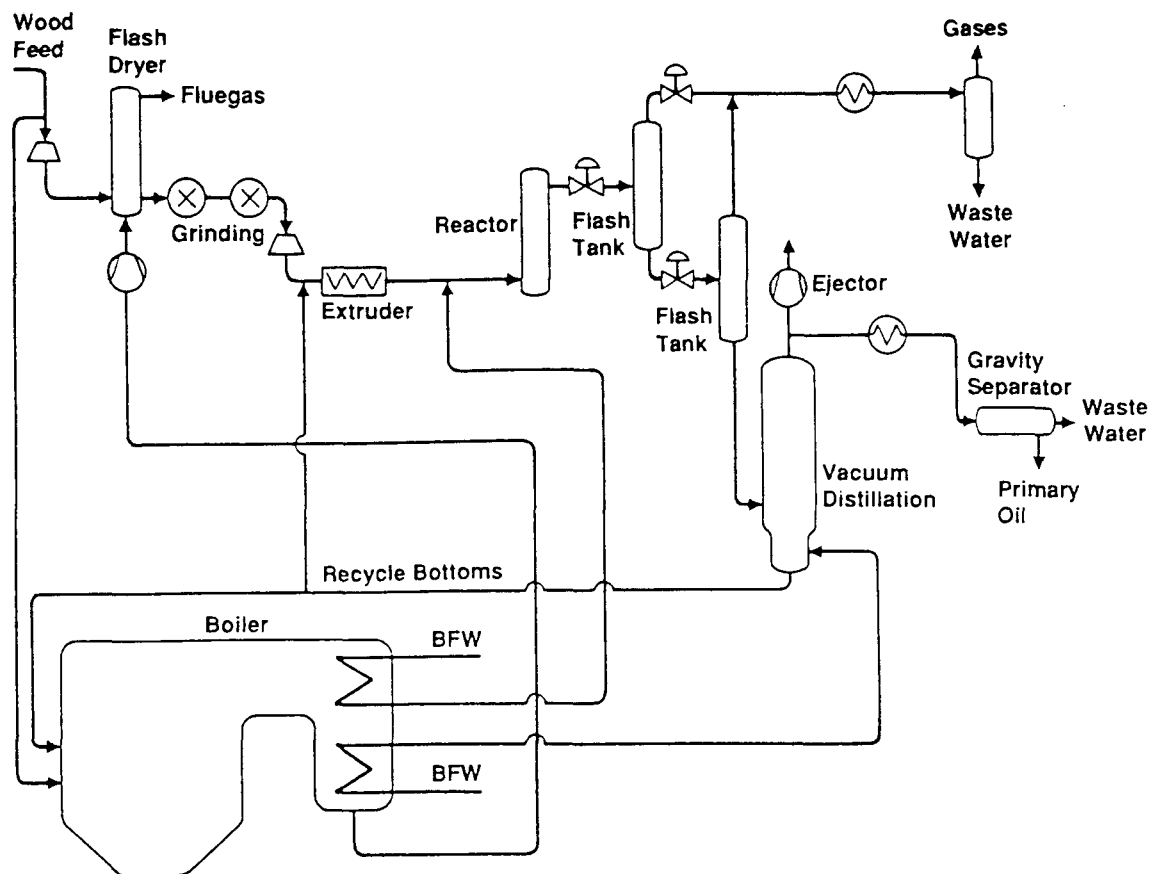 Wood
Feed
Flash
Dryer
Fluegas
Gases
Grinding
Reactor
Flash
Tank
Waste
Water
Extruder
Flash
Tank
Ejector
Gravity
Separator
Waste
Water
Vacuum
Distillation
Primary
Oil
Recycle Bottoms
Boiler
BFW
BFW